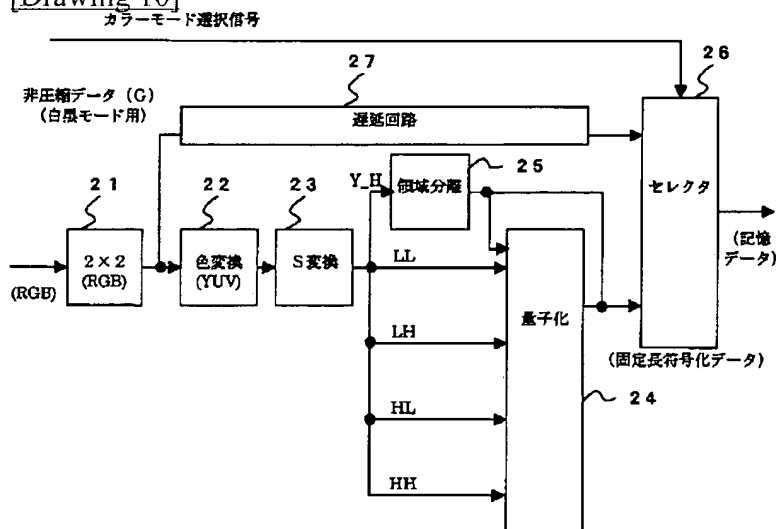 [Drawing 10]
カラーモード選択信号
26
27
非圧縮データ (G)
(白黒モード用)
遅延回路
21
22
23
Y_H
領域分離
25
セレクタ
2×2
(RGB)
色変換
(YUV)
S変換
LL
(RGB)
(記憶
データ)
量子化
LH
(固定長符号化データ)
24
HL
HH